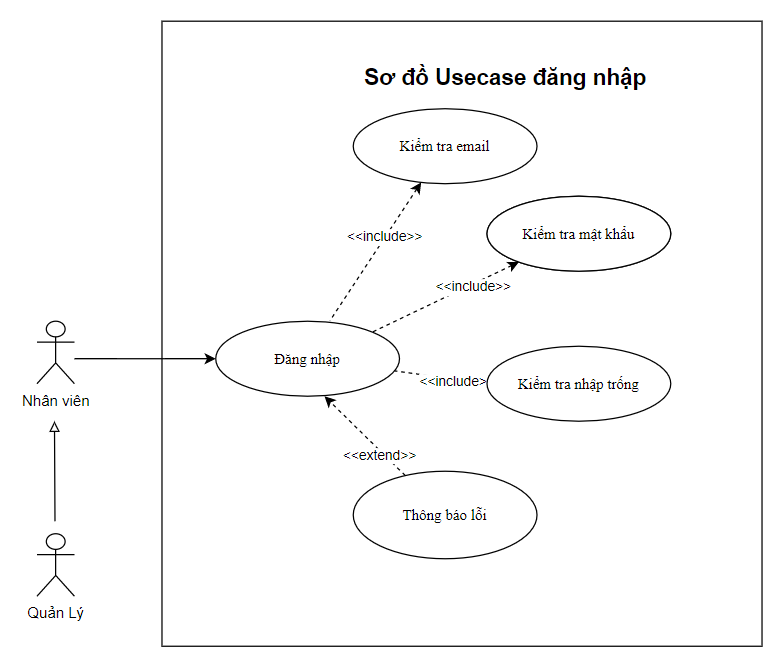 Sơ đồ Usecase đăng nhập
Kiểm tra email
<<include>>
Kiểm tra mật khẩu
<<include>>
Đăng nhập
<<include>
Kiểm tra nhập trống
Nhân viên
<<extend>>
Thông báo lỗi
Quản Lý